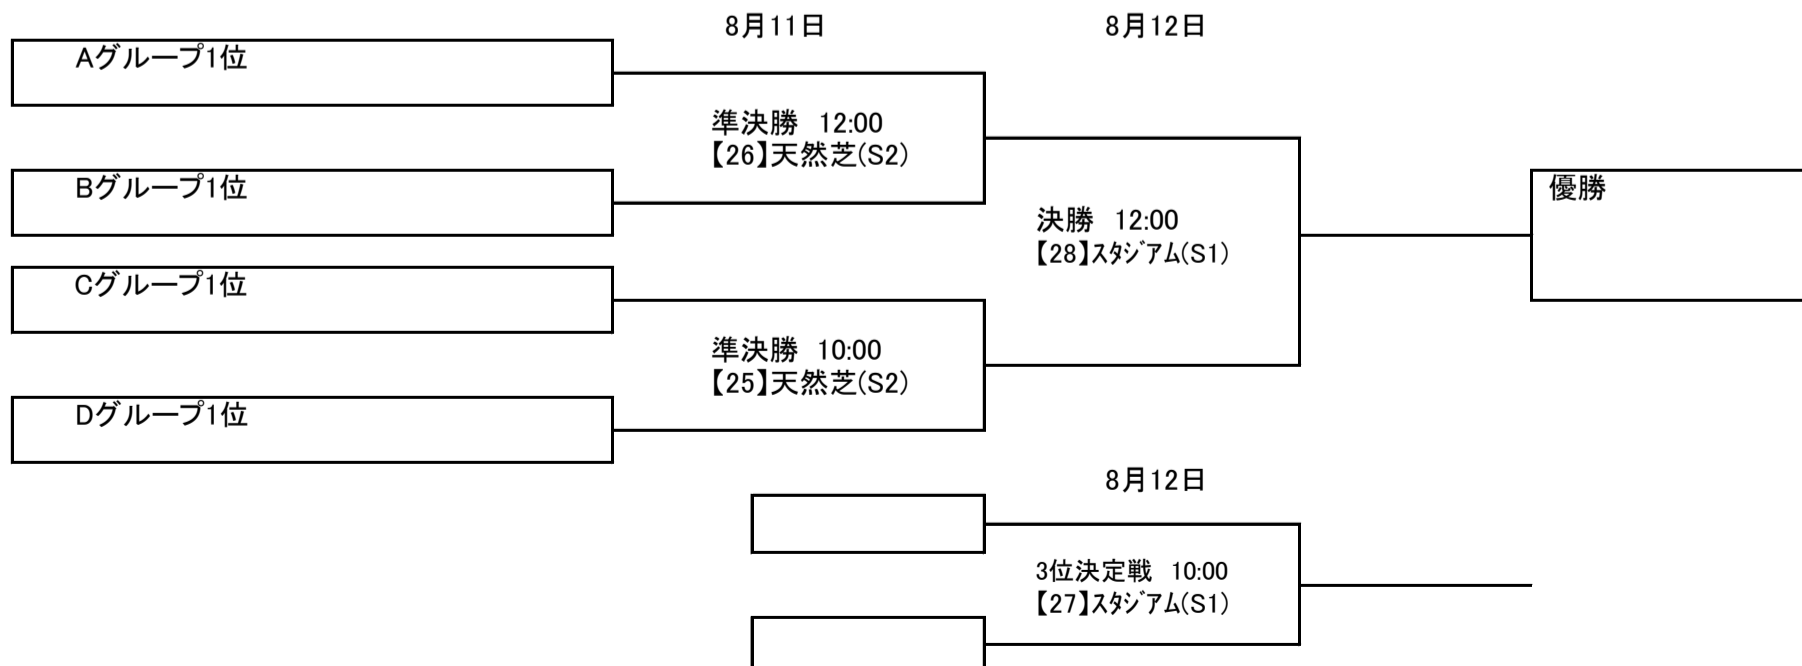 8月11日
8月12日
Aグループ1位
準決勝 12:00
【26】天然芝(S2)
Bグループ1位
優勝
決勝 12:00
【28】スタジアム(S1)
Cグループ1位
準決勝 10:00
【25】天然芝(S2)
Dグループ1位
8月12日
3位決定戦 10:00
【27】スタジアム(S1)